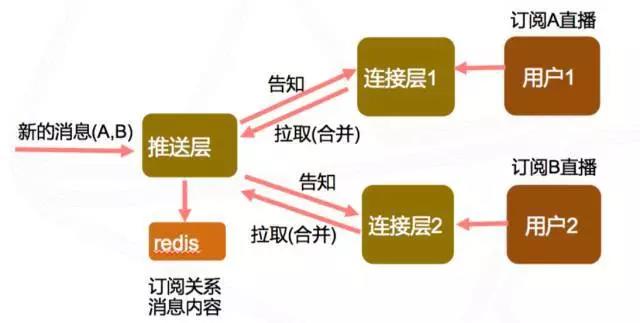 订阅A直播
告知
连接层1
用户1
新的消息(A,B)
推送层
拉取(合并)
订阅B直播
告知
redis
拉取(合并)
连接层2
用户2
订阅关系
消息内容